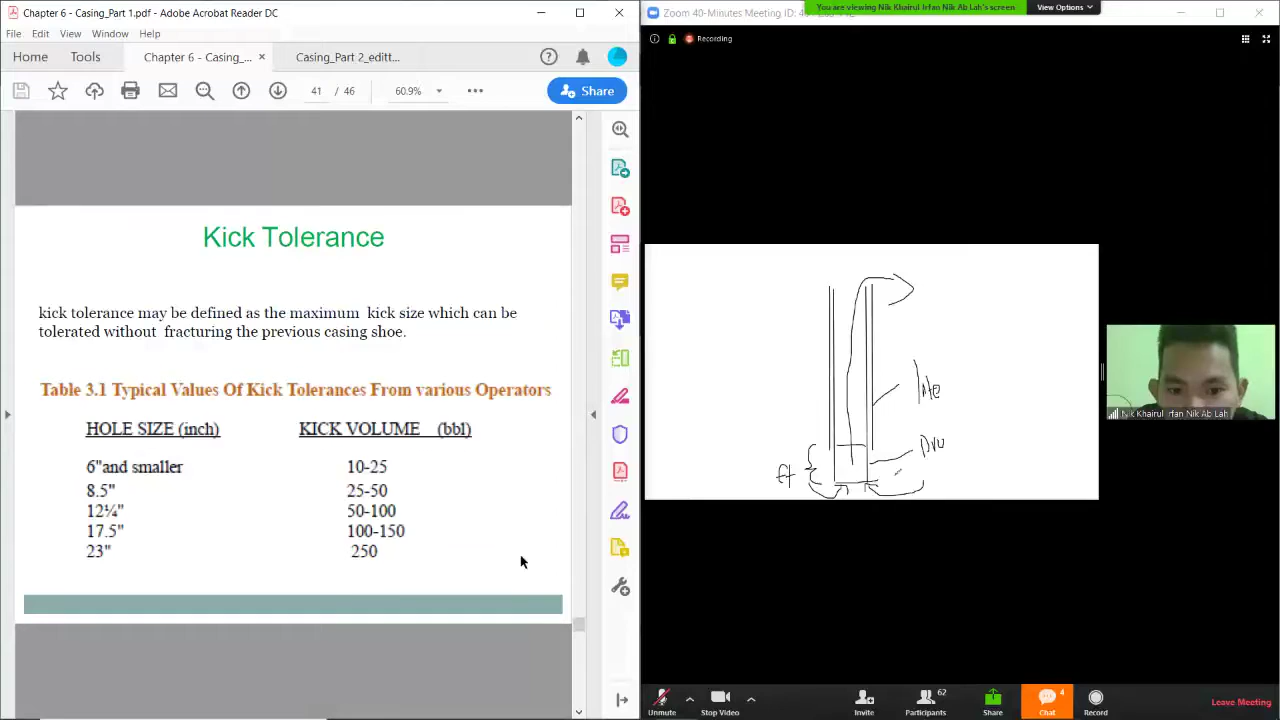 Chapter 6 - Casing_Part 1.pdf - Adobe Acrobat Reader DC
File Edit View Window Help
Home Tools Chapter 6 - Casing_... × Casing_Part 2_editt...
41 / 46 60.9% Share
Kick Tolerance
kick tolerance may be defined as the maximum kick size which can be
tolerated without fracturing the previous casing shoe.
Table 3.1 Typical Values Of Kick Tolerances From various Operators
HOLE SIZE (inch) KICK VOLUME (bbl)
6"and smaller 10-25
8.5" 25-50
12¼" 50-100
17.5" 100-150
23" 250
Zoom 40-Minutes Meeting ID:
You are viewing Nik Khairul Irfan Nik Ab Lah's screen
View Options
Recording
Nik Khairul Irfan Nik Ab Lah
Unmute Stop Video Invite Participants 62 Share Chat 4 Record Leave Meeting